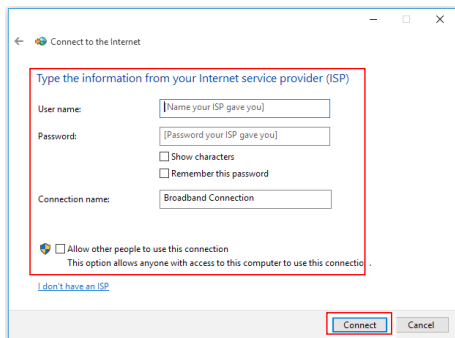 Connect to the Internet
Type the information from your Internet service provider (ISP)
User name: [Name your ISP gave you]
Password: [Password your ISP gave you]
Show characters
Remember this password
Connection name: Broadband Connection
Allow other people to use this connection
This option allows anyone with access to this computer to use this connection.
I don't have an ISP
Connect Cancel